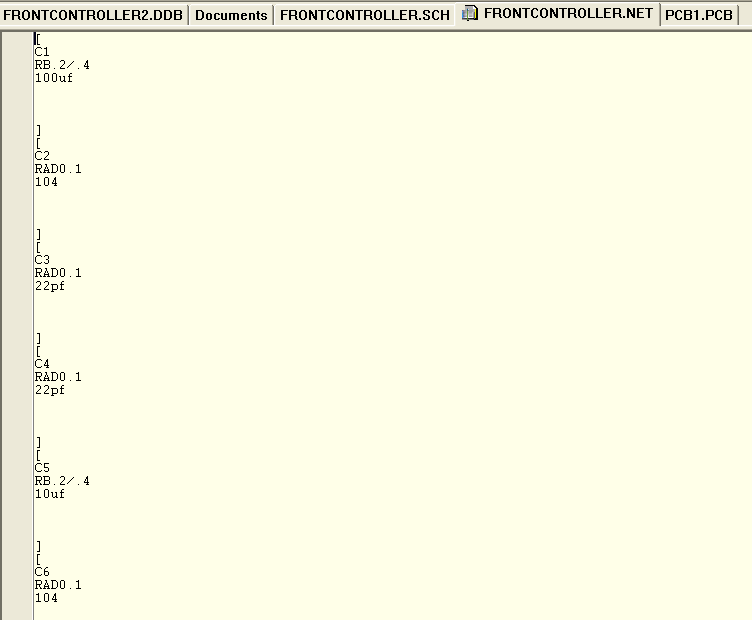 FRONTCONTROLLER2.DDB Documents FRONTCONTROLLER.SCH FRONTCONTROLLER.NET PCB1.PCB
[
C1
RB.2/.4
100uf
]
[
C2
RAD0.1
104
]
[
C3
RAD0.1
22pf
]
[
C4
RAD0.1
22pf
]
[
C5
RB.2/.4
10uf
]
[
C6
RAD0.1
104